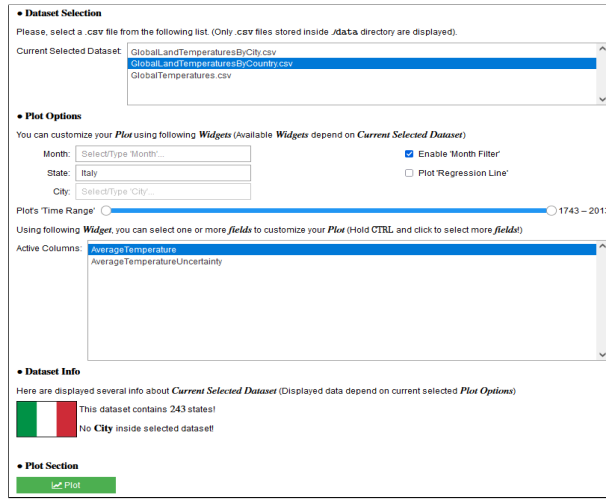 ● Dataset Selection
Please, select a .csv file from the following list. (Only .csv files stored inside ./data directory are displayed).
Current Selected Dataset:
GlobalLandTemperaturesByCity.csv
GlobalLandTemperaturesByCountry.csv
GlobalTemperatures.csv
● Plot Options
You can customize your Plot using following Widgets (Available Widgets depend on Current Selected Dataset)
Month: Select/Type 'Month'... Enable 'Month Filter'
State: Italy Plot 'Regression Line'
City: Select/Type 'City'...
Plot's 'Time Range' 1743 – 2013
Using following Widget, you can select one or more fields to customize your Plot (Hold CTRL and click to select more fields!)
Active Columns: AverageTemperature
AverageTemperatureUncertainty
● Dataset Info
Here are displayed several info about Current Selected Dataset (Displayed data depend on current selected Plot Options)
This dataset contains 243 states!
No City inside selected dataset!
● Plot Section
Plot